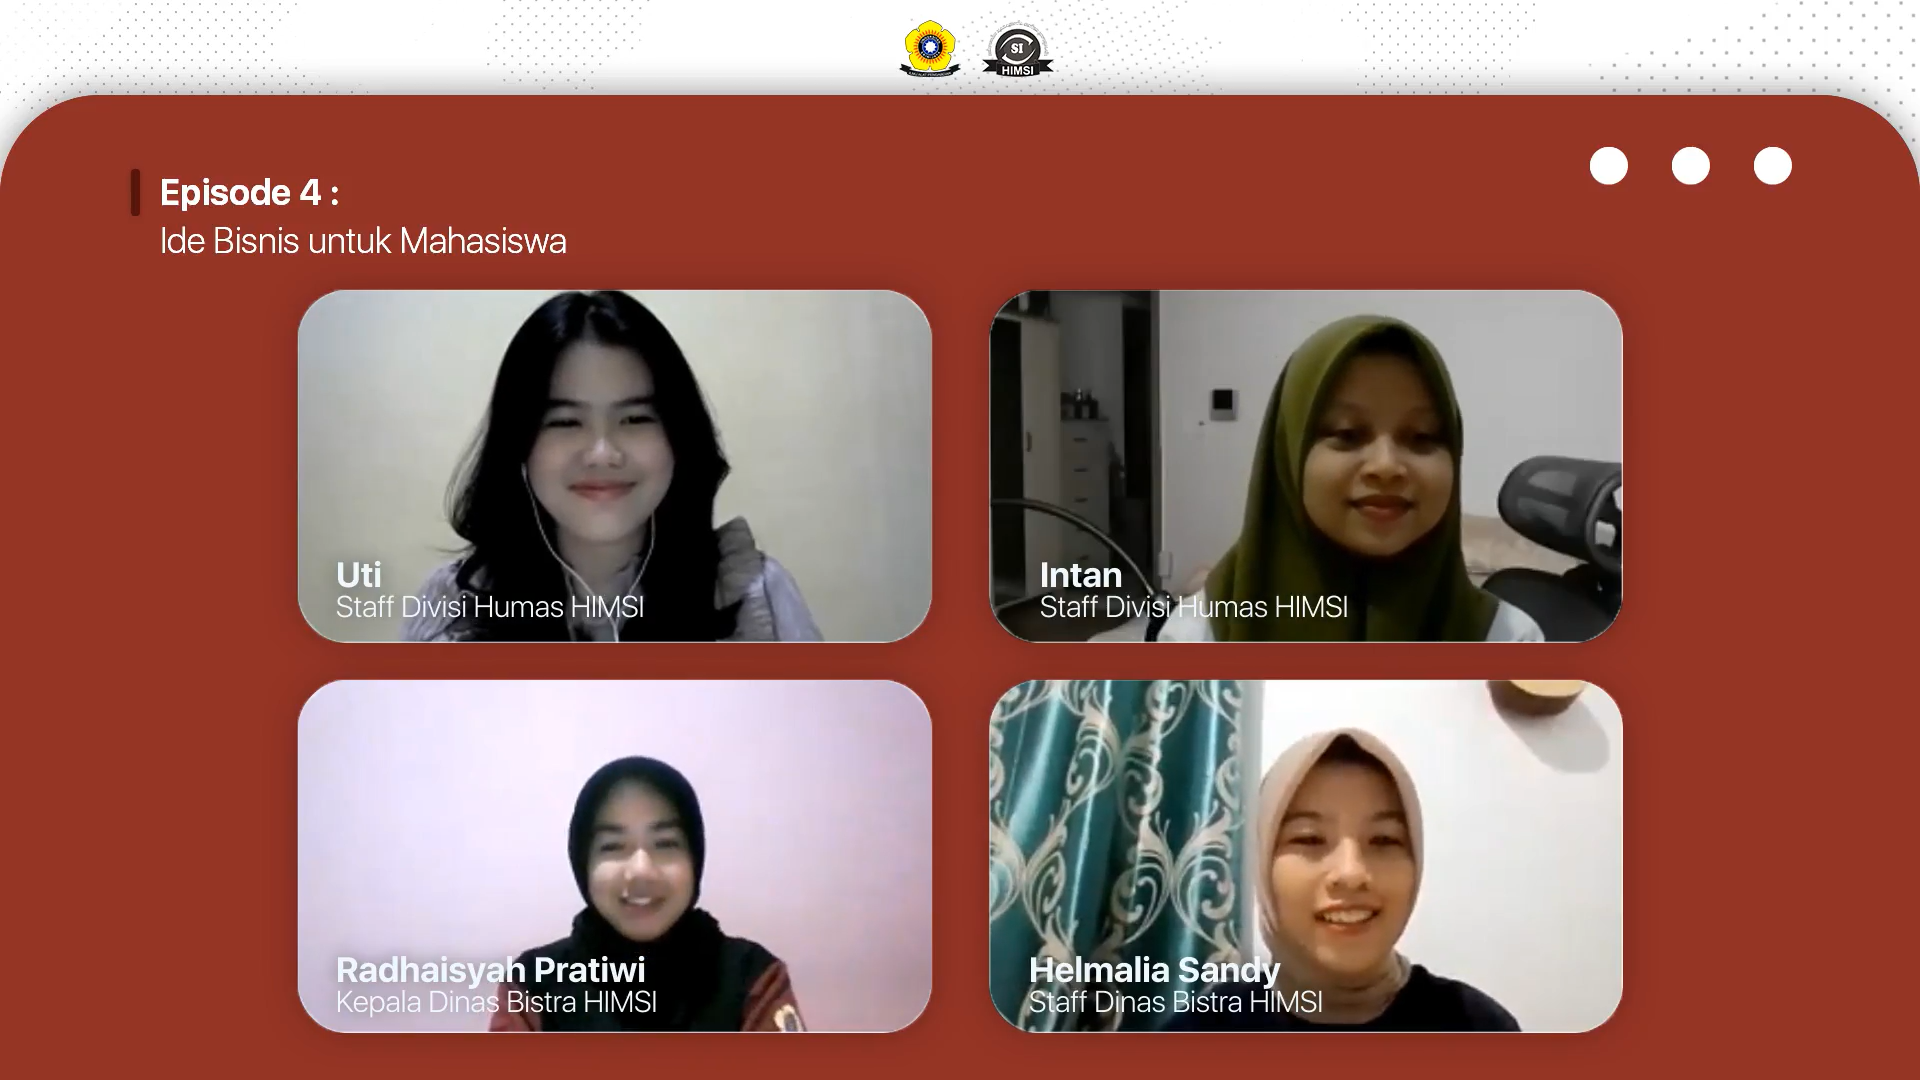 SI
HIMSI
Episode 4 :
Ide Bisnis untuk Mahasiswa
Uti
Staff Divisi Humas HIMSI
Intan
Staff Divisi Humas HIMSI
Radhaisyah Pratiwi
Kepala Dinas Bistra HIMSI
Helmalia Sandy
Staff Dinas Bistra HIMSI